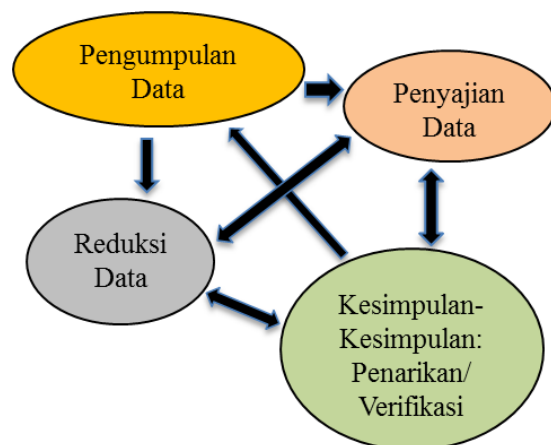 Pengumpulan
Data
Penyajian
Data
Reduksi
Data
Kesimpulan-
Kesimpulan:
Penarikan/
Verifikasi